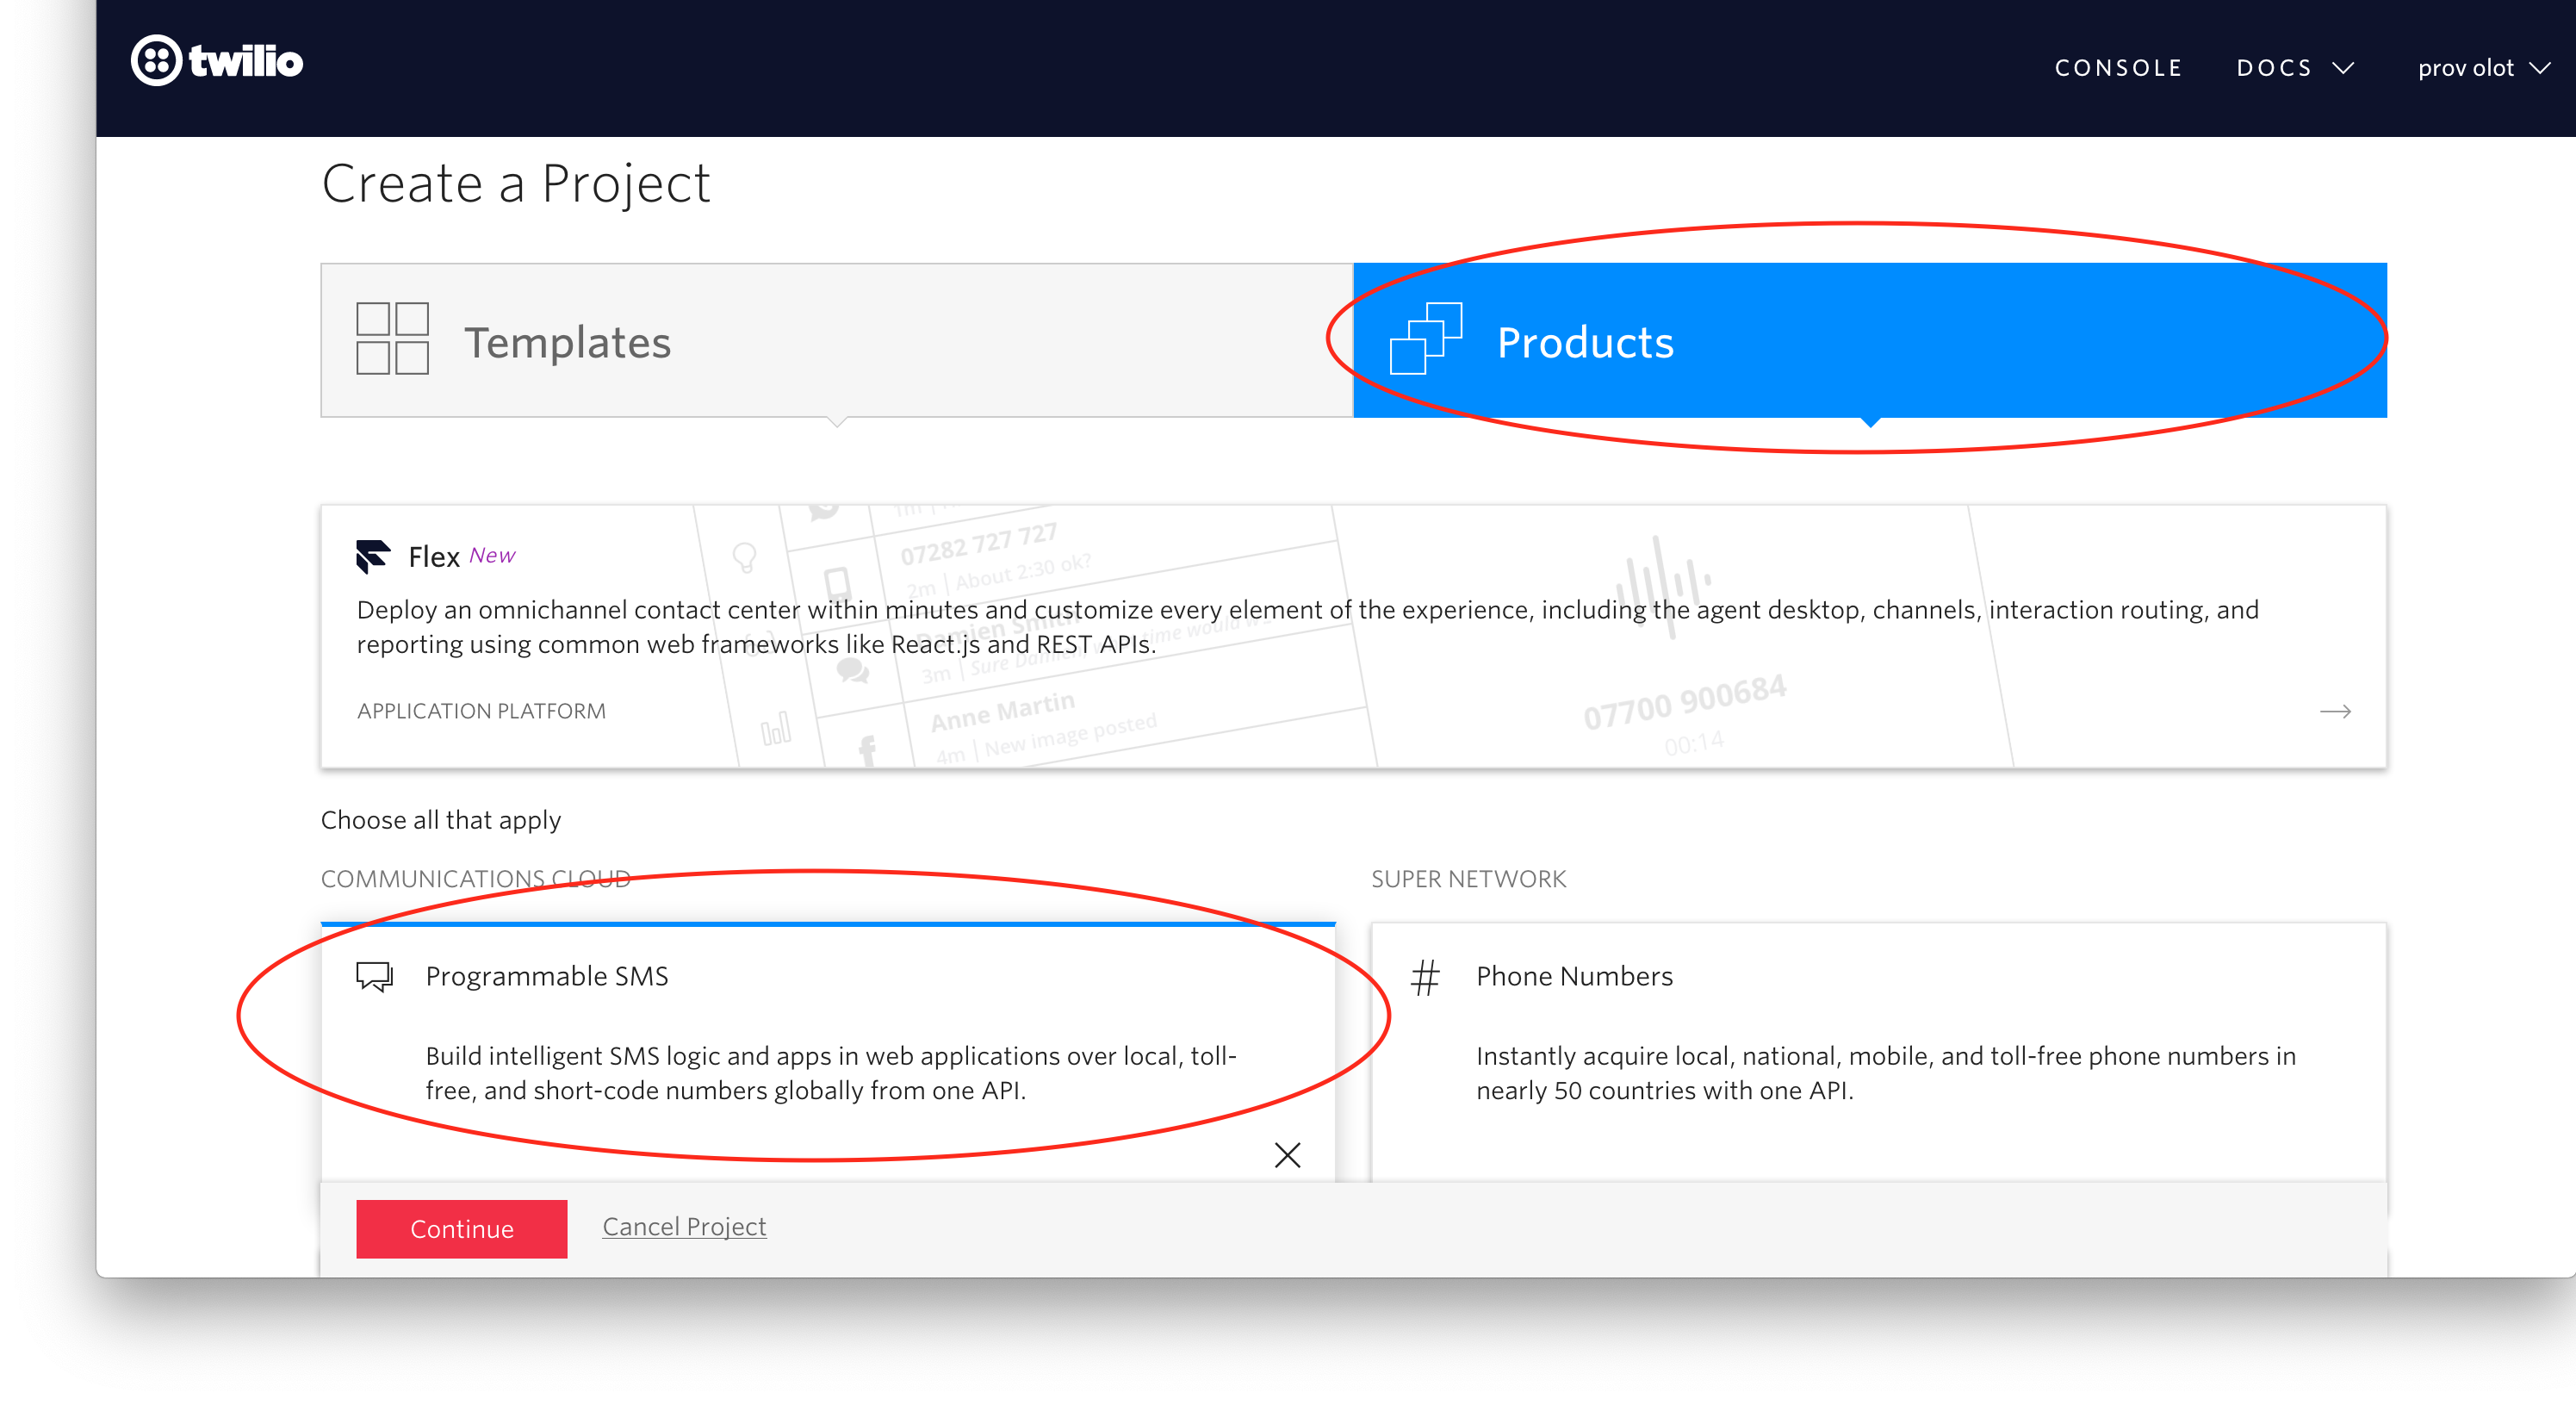 twilio
CONSOLE DOCS prov olot
Create a Project
Templates
Products
Flex New
07282 727 727
2m | About 2:30 ok?
Deploy an omnichannel contact center within minutes and customize every element of the experience, including the agent desktop, channels, interaction routing, and
reporting using common web frameworks like React.js and REST APIs.
Damien Smith
3m | Sure Damien, time would
Anne Martin
4m | New image posted
07700 900684
00:14
APPLICATION PLATFORM
Choose all that apply
COMMUNICATIONS CLOUD
SUPER NETWORK
Programmable SMS
Build intelligent SMS logic and apps in web applications over local, toll-
free, and short-code numbers globally from one API.
# Phone Numbers
Instantly acquire local, national, mobile, and toll-free phone numbers in
nearly 50 countries with one API.
Continue
Cancel Project